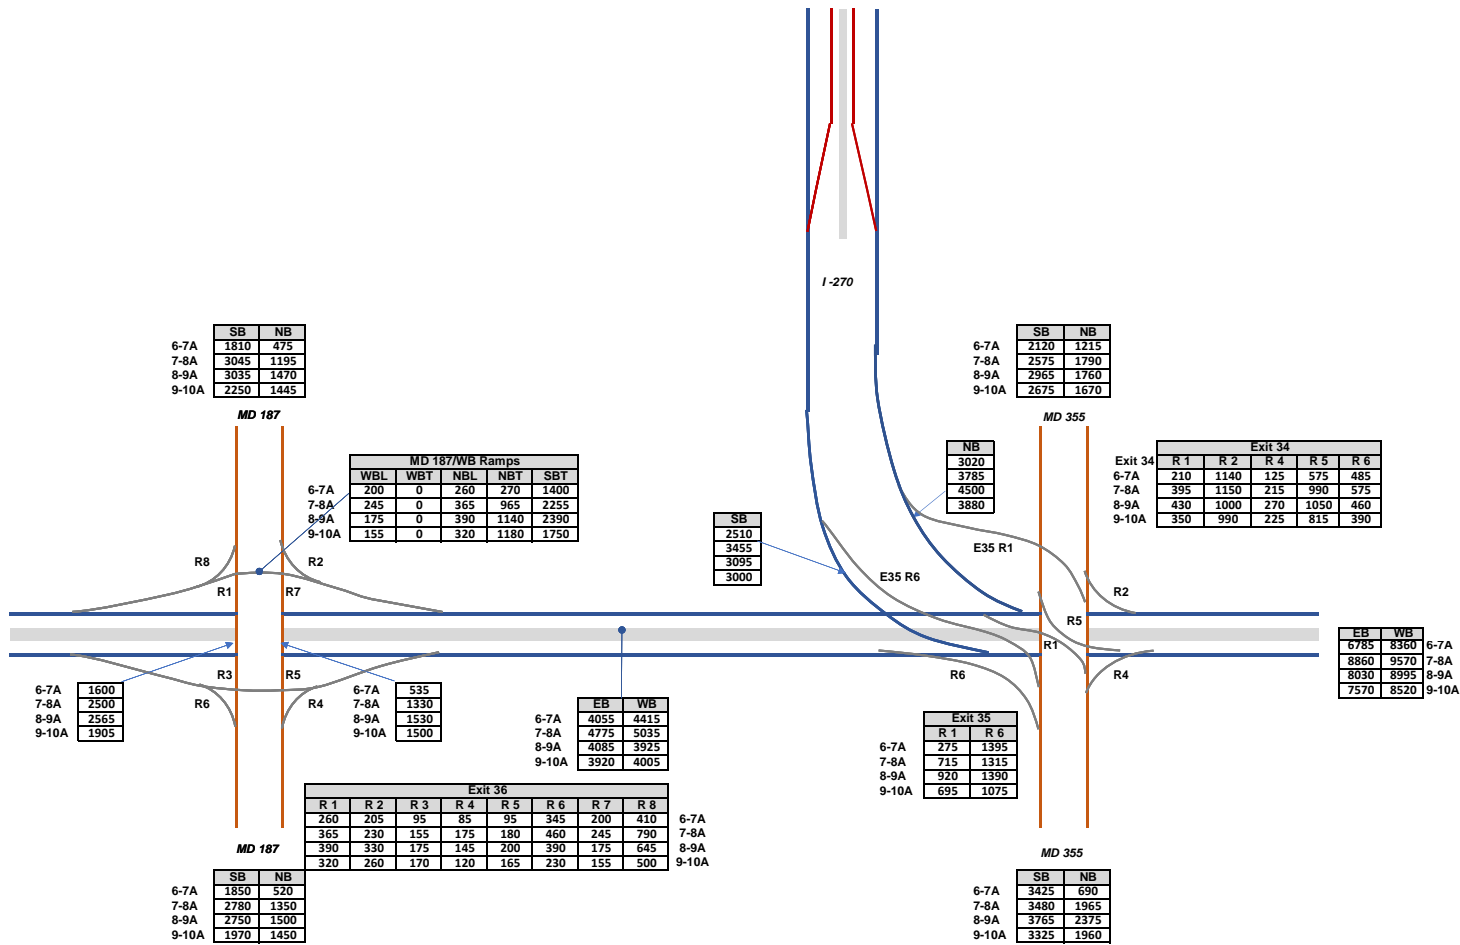 I -270
SB NB
6-7A 1810 475
7-8A 3045 1195
8-9A 3035 1470
9-10A 2250 1445
MD 187
SB NB
6-7A 2120 1215
7-8A 2575 1790
8-9A 2965 1760
9-10A 2675 1670
MD 355
MD 187/WB Ramps
WBL WBT NBL NBT SBT
6-7A 200 0 260 270 1400
7-8A 245 0 365 965 2255
8-9A 175 0 390 1140 2390
9-10A 155 0 320 1180 1750
NB
3020
3785
4500
3880
Exit 34
Exit 34 R 1 R 2 R 4 R 5 R 6
6-7A 210 1140 125 575 485
7-8A 395 1150 215 990 575
8-9A 430 1000 270 1050 460
9-10A 350 990 225 815 390
SB
2510
3455
3095
3000
E35 R1
E35 R6
R8
R2
R1
R7
R2
R5
R1
R3
R5
R6
R4
R6
R4
EB WB
6785 8360 6-7A
8860 9570 7-8A
8030 8995 8-9A
7570 8520 9-10A
6-7A 1600
7-8A 2500
8-9A 2565
9-10A 1905
6-7A 535
7-8A 1330
8-9A 1530
9-10A 1500
EB WB
6-7A 4055 4415
7-8A 4775 5035
8-9A 4085 3925
9-10A 3920 4005
Exit 35
R 1 R 6
6-7A 275 1395
7-8A 715 1315
8-9A 920 1390
9-10A 695 1075
Exit 36
R 1 R 2 R 3 R 4 R 5 R 6 R 7 R 8
260 205 95 85 95 345 200 410 6-7A
365 230 155 175 180 460 245 790 7-8A
390 330 175 145 200 390 175 645 8-9A
320 260 170 120 165 230 155 500 9-10A
MD 187
SB NB
6-7A 1850 520
7-8A 2780 1350
8-9A 2750 1500
9-10A 1970 1450
MD 355
SB NB
6-7A 3425 690
7-8A 3480 1965
8-9A 3765 2375
9-10A 3325 1960